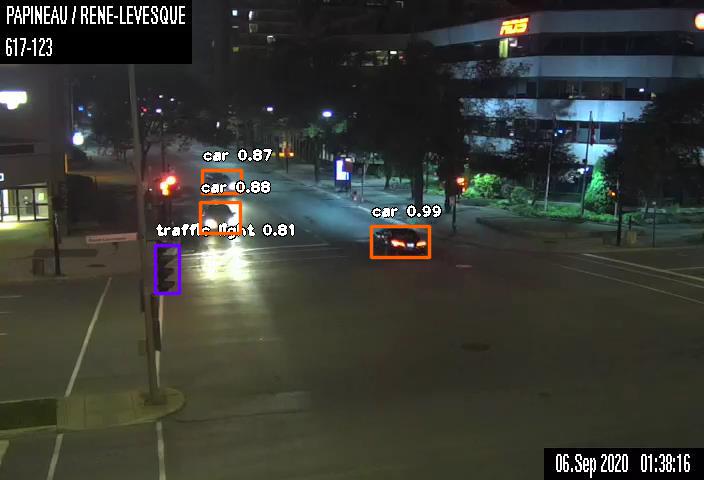 PAPINEAU / RENE-LEVESQUE
617-123
car 0.87
car 0.88
traffic light 0.81
car 0.99
06.Sep 2020 01:38:16